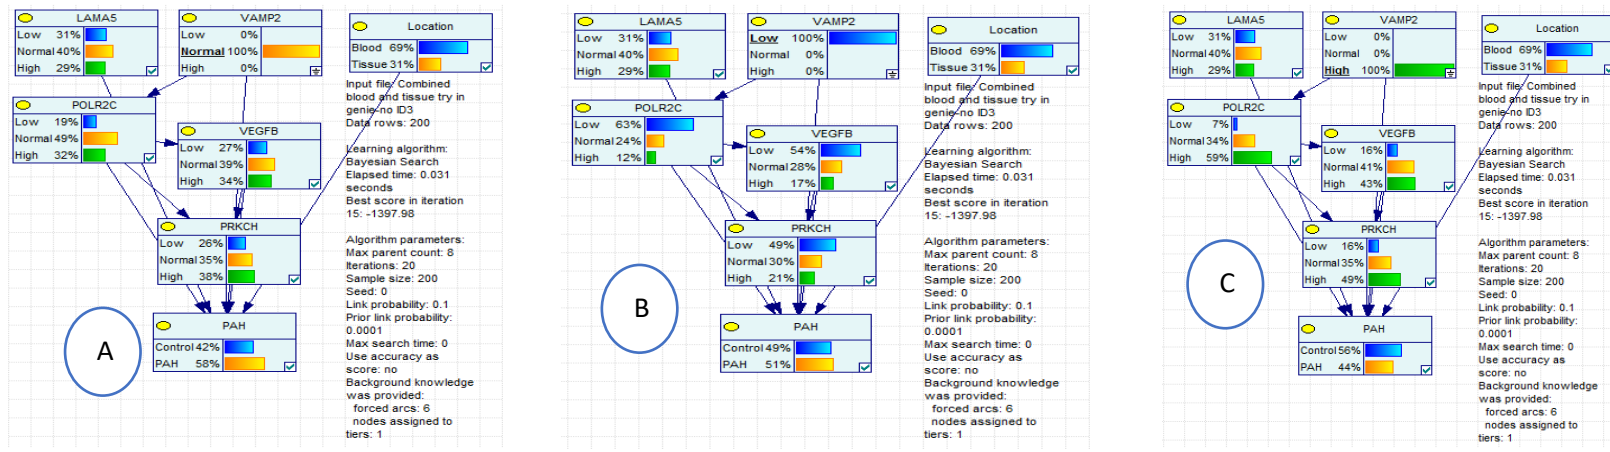 LAMA5
Low 31%
Normal 40%
High 29%
VAMP2
Low 0%
Normal 100%
High 0%
Location
Blood 69%
Tissue 31%
POLR2C
Low 19%
Normal 49%
High 32%
VEGFB
Low 27%
Normal 39%
High 34%
PRKCH
Low 26%
Normal 35%
High 38%
PAH
Control 42%
PAH 58%
A
Input file: Combined
blood and tissue try in
genie-no ID3
Data rows: 200
Learning algorithm:
Bayesian Search
Elapsed time: 0.031
seconds
Best score in iteration
15: -1397.98
Algorithm parameters:
Max parent count: 8
Iterations: 20
Sample size: 200
Seed: 0
Link probability: 0.1
Prior link probability:
0.0001
Max search time: 0
Use accuracy as
score: no
Background knowledge
was provided:
forced arcs: 6
nodes assigned to
tiers: 1
LAMA5
Low 31%
Normal 40%
High 29%
VAMP2
Low 100%
Normal 0%
High 0%
Location
Blood 69%
Tissue 31%
POLR2C
Low 63%
Normal 24%
High 12%
VEGFB
Low 54%
Normal 28%
High 17%
PRKCH
Low 49%
Normal 30%
High 21%
PAH
Control 49%
PAH 51%
B
Input file: Combined
blood and tissue try in
genie-no ID3
Data rows: 200
Learning algorithm:
Bayesian Search
Elapsed time: 0.031
seconds
Best score in iteration
15: -1397.98
Algorithm parameters:
Max parent count: 8
Iterations: 20
Sample size: 200
Seed: 0
Link probability: 0.1
Prior link probability:
0.0001
Max search time: 0
Use accuracy as
score: no
Background knowledge
was provided:
forced arcs: 6
nodes assigned to
tiers: 1
LAMA5
Low 31%
Normal 40%
High 29%
VAMP2
Low 0%
Normal 0%
High 100%
Location
Blood 69%
Tissue 31%
POLR2C
Low 7%
Normal 34%
High 59%
VEGFB
Low 16%
Normal 41%
High 43%
PRKCH
Low 16%
Normal 35%
High 49%
PAH
Control 56%
PAH 44%
C
Input file: Combined
blood and tissue try in
genie-no ID3
Data rows: 200
Learning algorithm:
Bayesian Search
Elapsed time: 0.031
seconds
Best score in iteration
15: -1397.98
Algorithm parameters:
Max parent count: 8
Iterations: 20
Sample size: 200
Seed: 0
Link probability: 0.1
Prior link probability:
0.0001
Max search time: 0
Use accuracy as
score: no
Background knowledge
was provided:
forced arcs: 6
nodes assigned to
tiers: 1